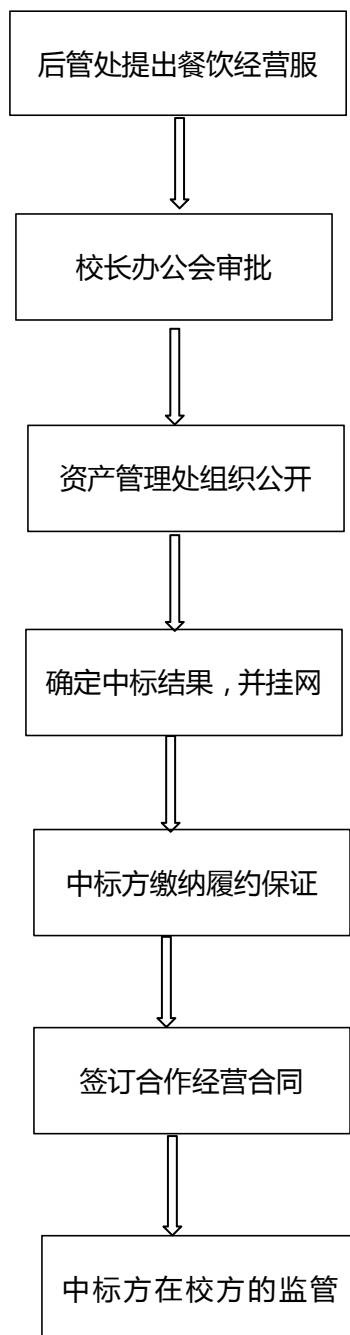 后管处提出餐饮经营服
校长办公会审批
资产管理处组织公开
确定中标结果，并挂网
中标方缴纳履约保证
签订合作经营合同
中标方在校方的监管